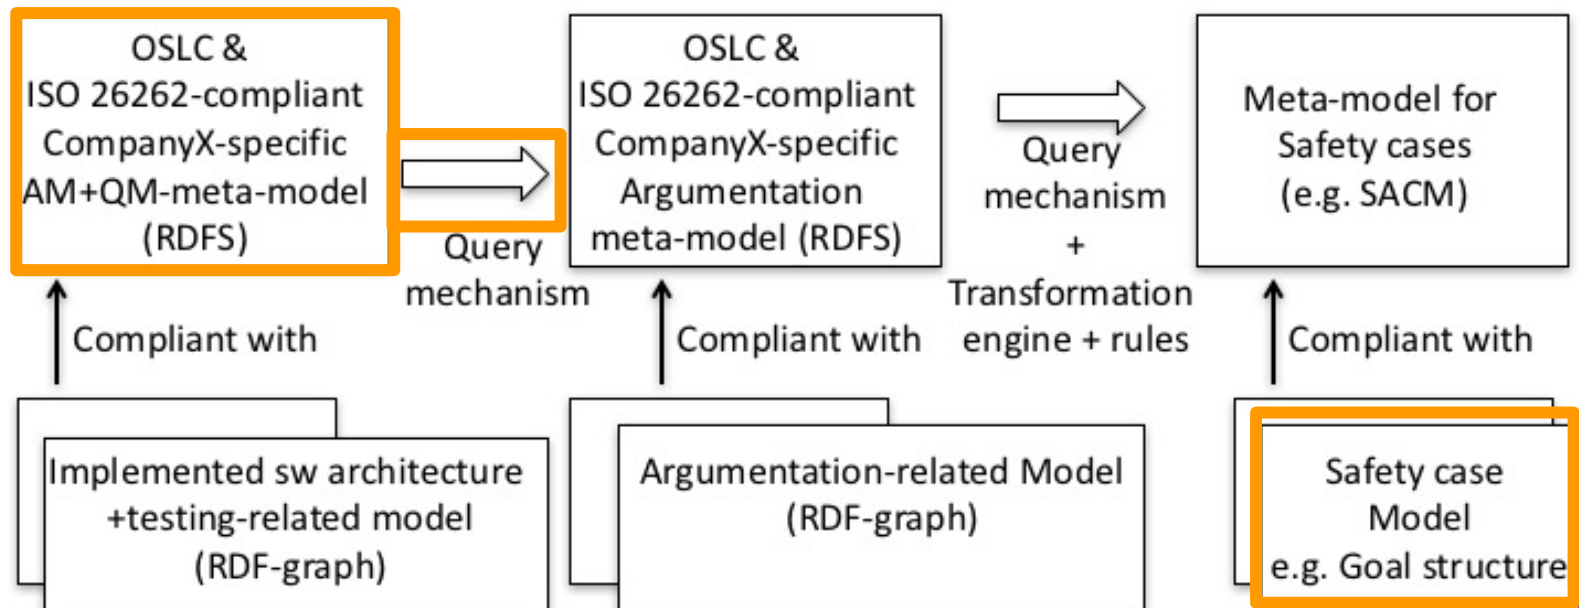 OSLC &
ISO 26262-compliant
CompanyX-specific
AM+QM-meta-model
(RDFS)
Query
mechanism
OSLC &
ISO 26262-compliant
CompanyX-specific
Argumentation
meta-model (RDFS)
Query
mechanism
+
Transformation
engine + rules
Meta-model for
Safety cases
(e.g. SACM)
Compliant with
Compliant with
Compliant with
Implemented sw architecture
+testing-related model
(RDF-graph)
Argumentation-related Model
(RDF-graph)
Safety case
Model
e.g. Goal structure